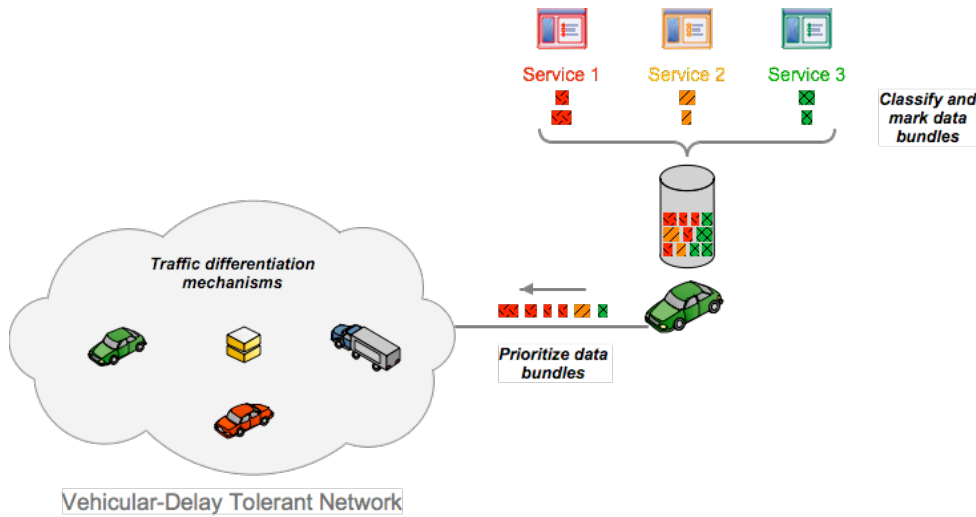 Service 1
Service 2
Service 3
Classify and
mark data
bundles
Traffic differentiation
mechanisms
Prioritize data
bundles
Vehicular-Delay Tolerant Network